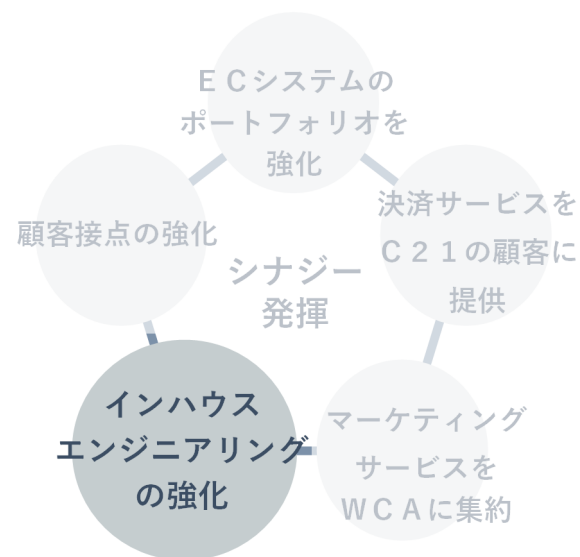 ＥＣシステムの
ポートフォリオを
強化
顧客接点の強化
決済サービスを
Ｃ２１の顧客に
提供
シナジー
発揮
インハウス
エンジニアリング
の強化
マーケティング
サービスを
ＷＣＡに集約